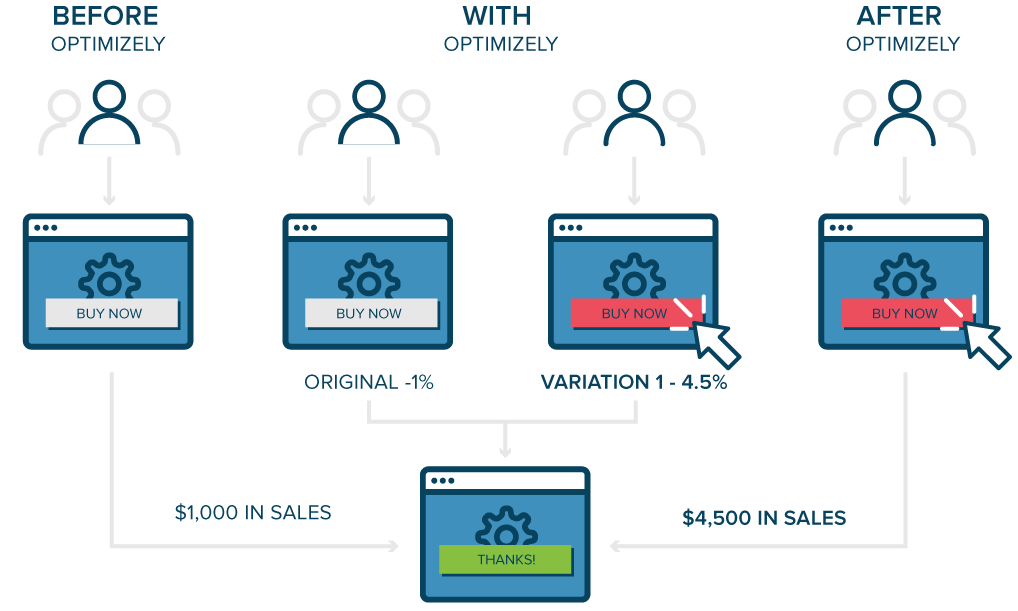 BEFORE
OPTIMIZELY
WITH
OPTIMIZELY
AFTER
OPTIMIZELY
BUY NOW
BUY NOW
BUY NOW
BUY NOW
ORIGINAL -1%
VARIATION 1 - 4.5%
$1,000 IN SALES
$4,500 IN SALES
THANKS!